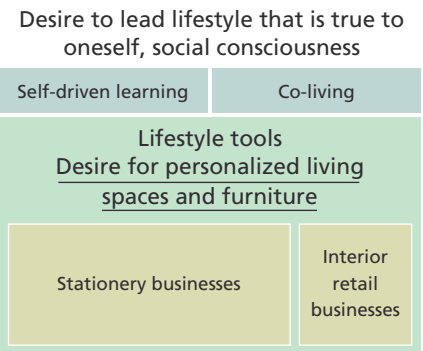 Desire to lead lifestyle that is true to
oneself, social consciousness
Self-driven learning
Co-living
Lifestyle tools
Desire for personalized living
spaces and furniture
Stationery businesses
Interior
retail
businesses